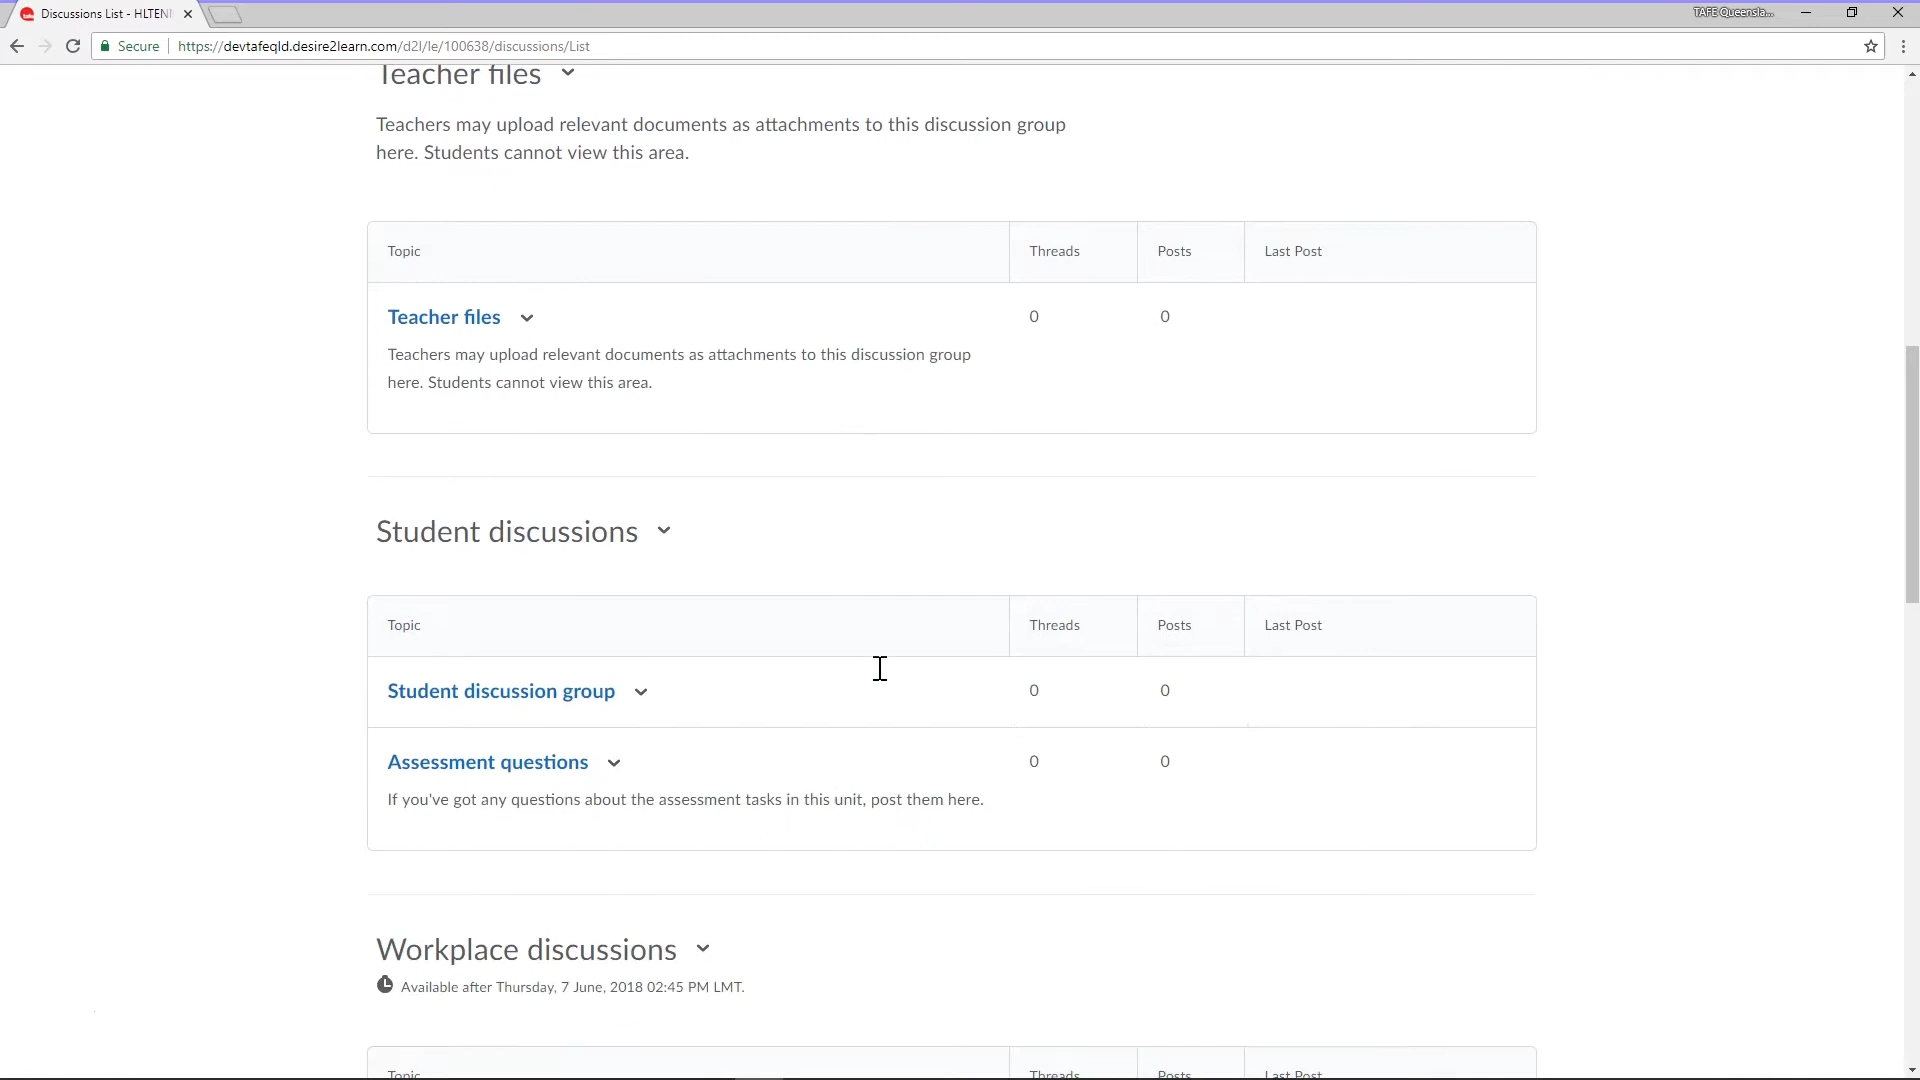 Discussions List - HLTEN
TAFE Queensla...
Secure
https://devtafeqld.desire2learn.com/d2l/le/100638/discussions/List
Teacher files
Teachers may upload relevant documents as attachments to this discussion group
here. Students cannot view this area.
Topic Threads Posts Last Post
Teacher files 0 0
Teachers may upload relevant documents as attachments to this discussion group
here. Students cannot view this area.
Student discussions
Topic Threads Posts Last Post
Student discussion group 0 0
Assessment questions 0 0
If you've got any questions about the assessment tasks in this unit, post them here.
Workplace discussions
Available after Thursday, 7 June, 2018 02:45 PM LMT.
Topic Threads Posts Last Post